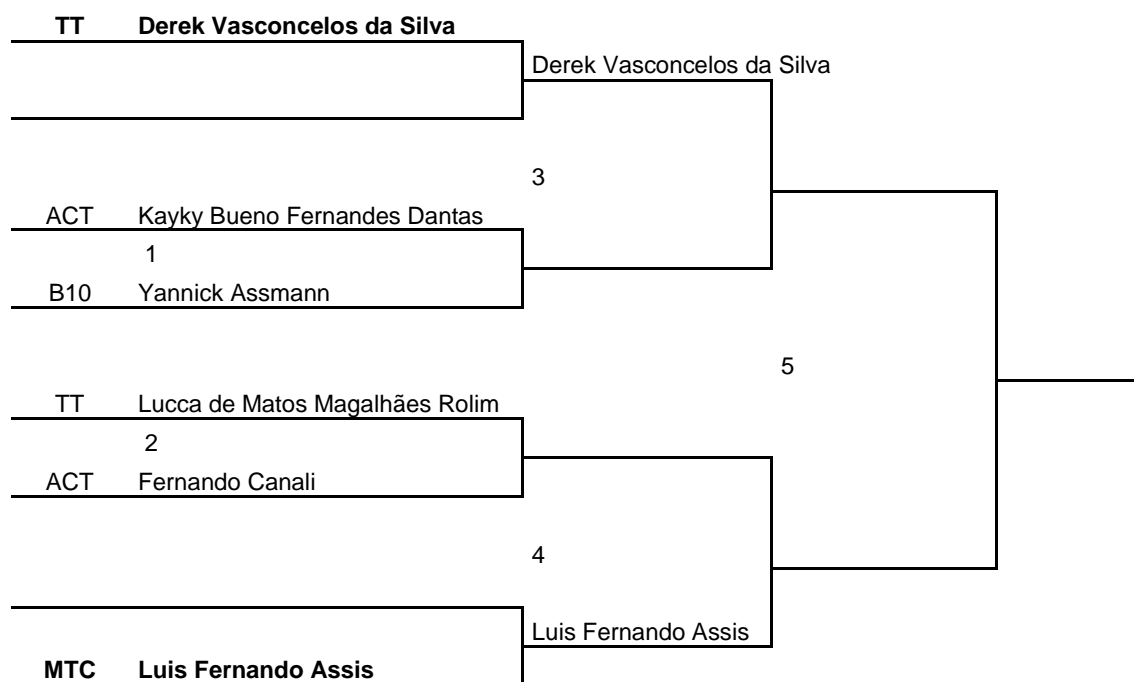 TT Derek Vasconcelos da Silva
Derek Vasconcelos da Silva
3
ACT Kayky Bueno Fernandes Dantas
1
B10 Yannick Assmann
5
TT Lucca de Matos Magalhães Rolim
2
ACT Fernando Canali
4
Luis Fernando Assis
MTC Luis Fernando Assis